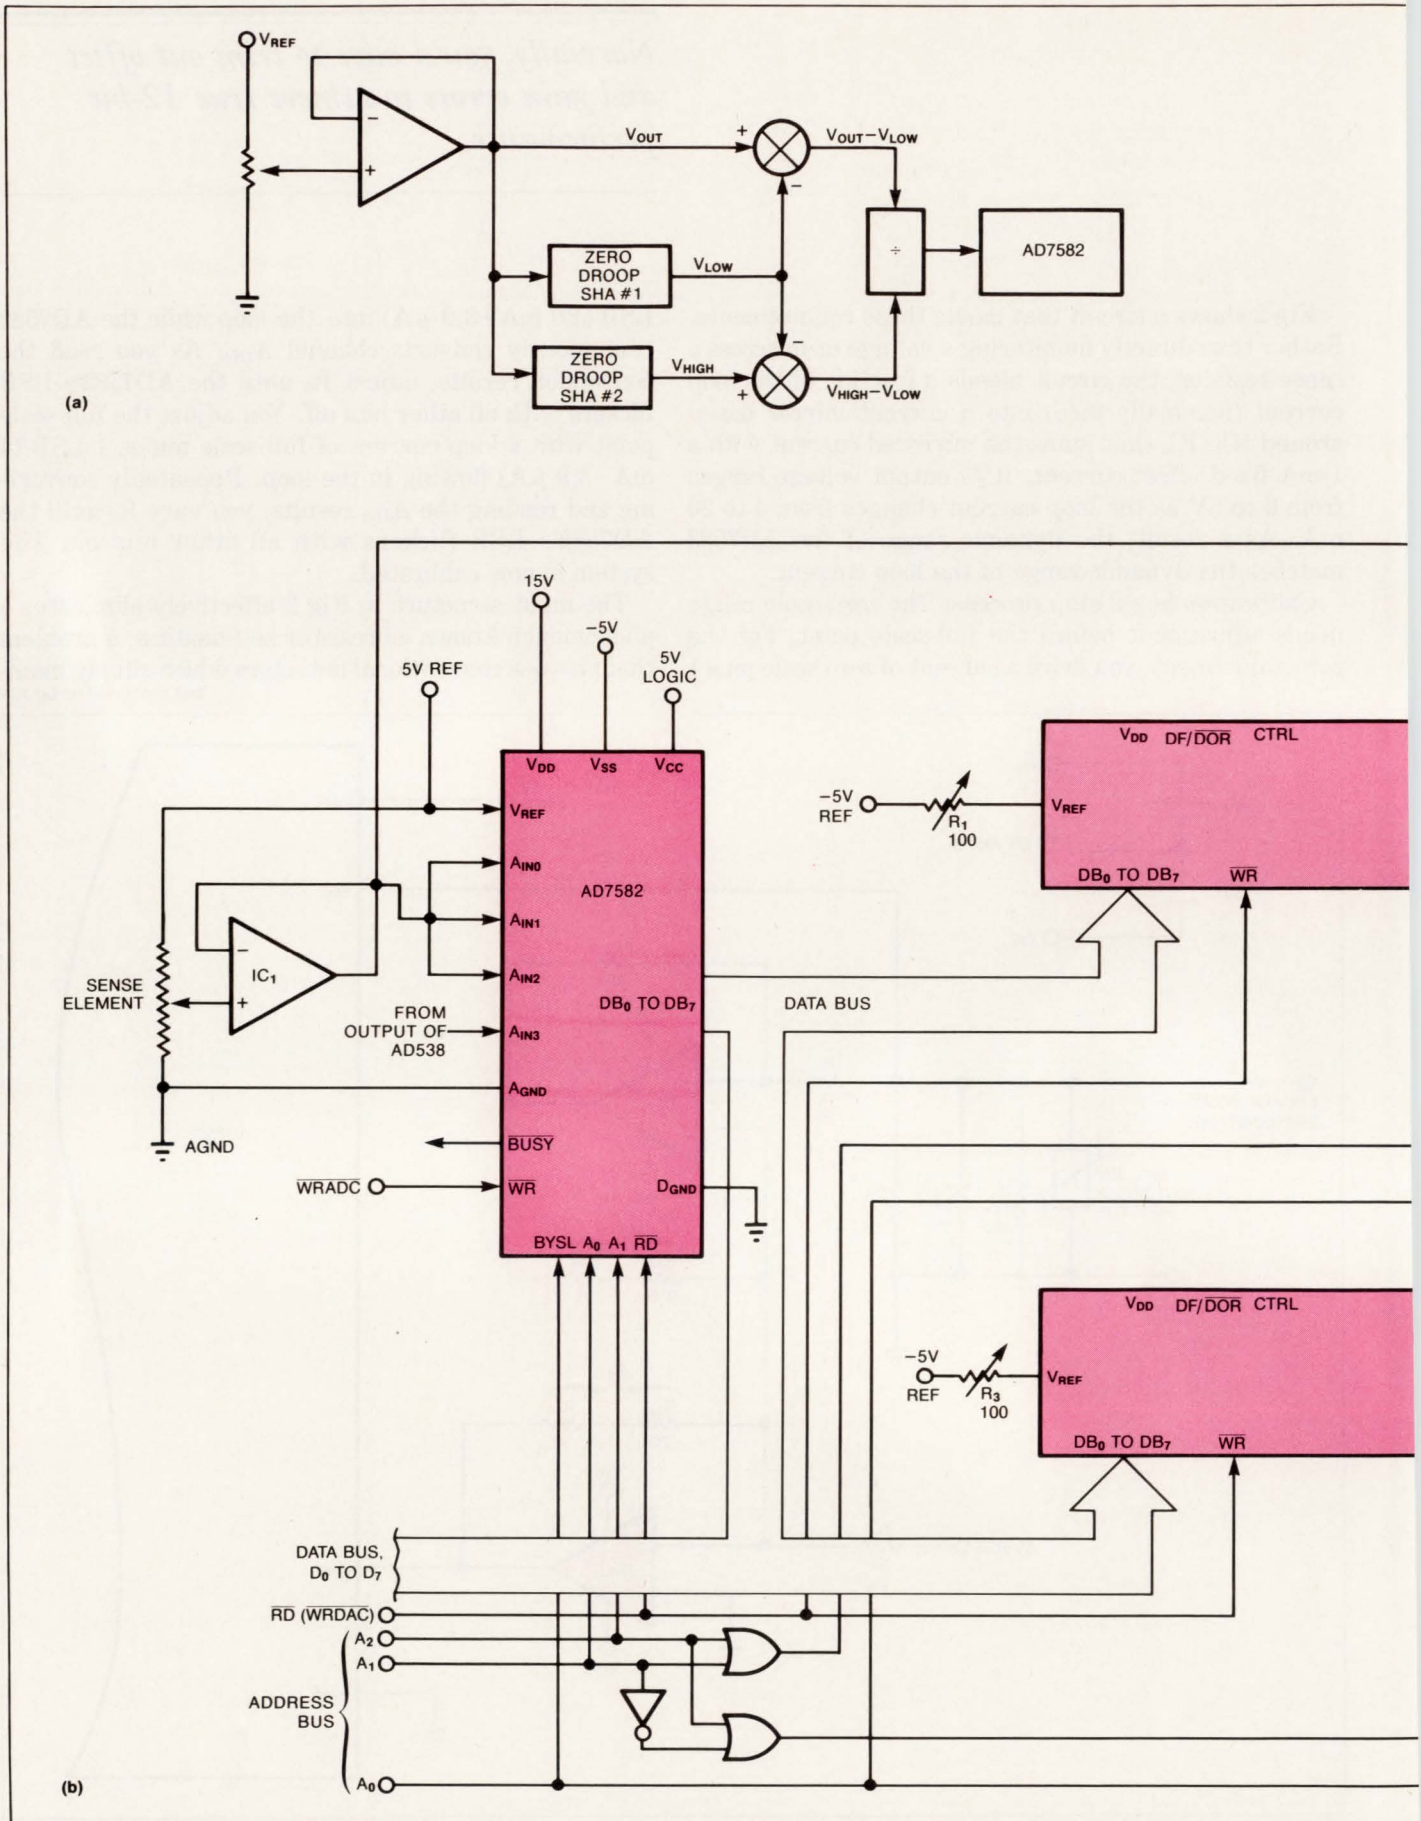 VREF
−
+
VOUT
+
VOUT−VLOW
−
÷
AD7582
ZERO
DROOP
SHA #1
VLOW
ZERO
DROOP
SHA #2
VHIGH
−
+
VHIGH−VLOW
(a)
15V
−5V
5V
LOGIC
5V REF
VDD VSS VCC
VREF
AIN0
AD7582
AIN1
AIN2
DB0 TO DB7
AIN3
AGND
BUSY
WR
DGND
BYSL A0 A1 RD
−
IC1
+
SENSE
ELEMENT
FROM
OUTPUT OF
AD538
AGND
WRADC
−5V
REF
R1
100
VDD DF/DOR CTRL
VREF
DB0 TO DB7 WR
DATA BUS
−5V
REF
R3
100
VDD DF/DOR CTRL
VREF
DB0 TO DB7 WR
DATA BUS,
D0 TO D7
RD (WRDAC)
A2
A1
ADDRESS
BUS
A0
(b)